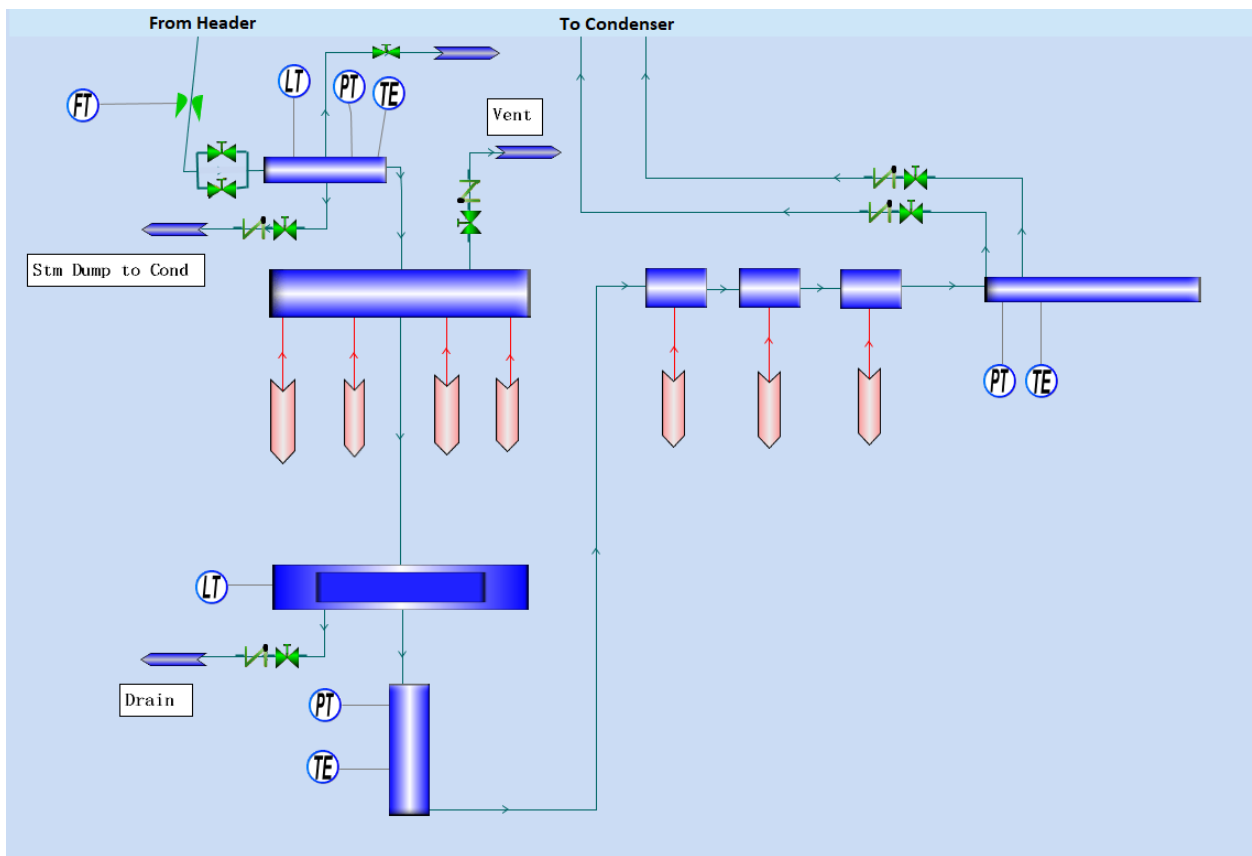 From Header
To Condenser
LT
PT
TE
FT
Vent
Stm Dump to Cond
PT
TE
LT
Drain
PT
TE